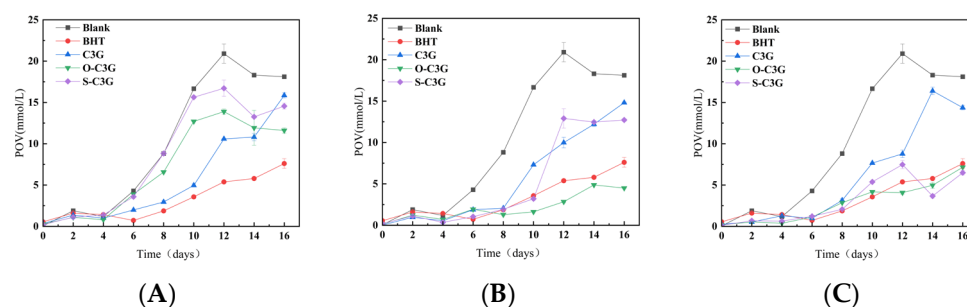 POV(mmol/L)
25
20
15
10
5
0
Blank
BHT
C3G
O-C3G
S-C3G
0 2 4 6 8 10 12 14 16
Time（days）
(A)
POV(mmol/L)
25
20
15
10
5
0
Blank
BHT
C3G
O-C3G
S-C3G
0 2 4 6 8 10 12 14 16
Time（days）
(B)
POV(mmol/L)
25
20
15
10
5
0
Blank
BHT
C3G
O-C3G
S-C3G
0 2 4 6 8 10 12 14 16
Time（days）
(C)